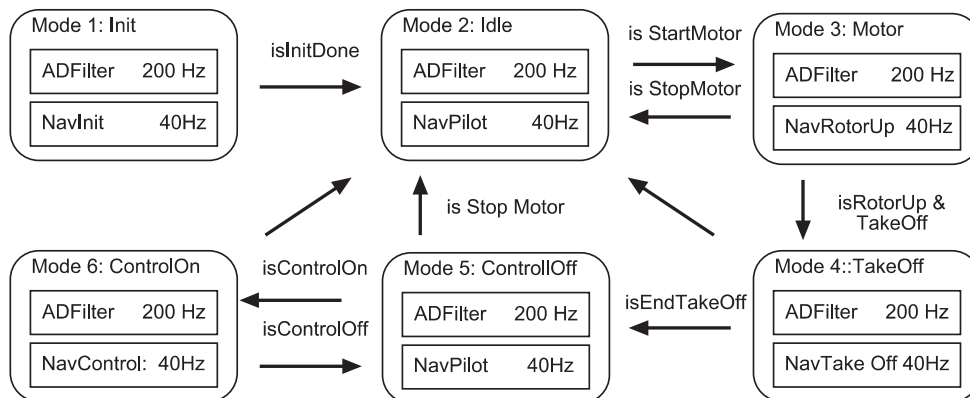 Mode 1: Init
ADFilter 200 Hz
NavInit 40Hz
isInitDone
Mode 2: Idle
ADFilter 200 Hz
NavPilot 40Hz
is StartMotor
is StopMotor
Mode 3: Motor
ADFilter 200 Hz
NavRotorUp 40Hz
is Stop Motor
isRotorUp &
TakeOff
Mode 6: ControlOn
ADFilter 200 Hz
NavControl: 40Hz
isControlOn
isControlOff
Mode 5: ControllOff
ADFilter 200 Hz
NavPilot 40Hz
isEndTakeOff
Mode 4::TakeOff
ADFilter 200 Hz
NavTake Off 40Hz